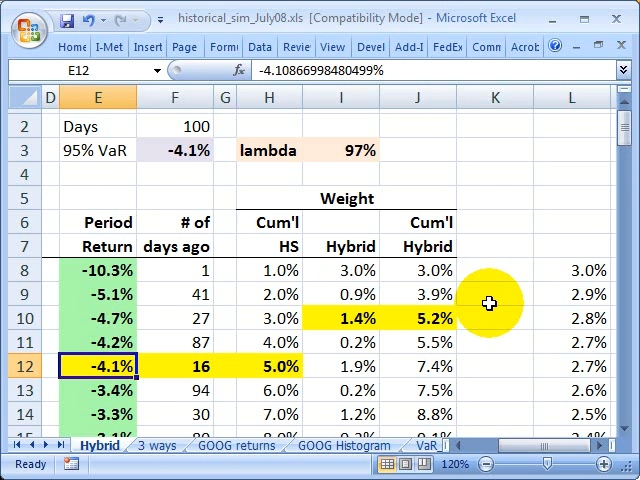 historical_sim_July08.xls [Compatibility Mode] - Microsoft Excel
Home I-Met Insert Page Form Data Revie View Devel Add-I FedEx Comn Acrob
E12 fx -4.10866998480499%
D E F G H I J K L
2 Days 100
3 95% VaR -4.1% lambda 97%
4
5 Weight
6 Period # of Cum'l Cum'l
7 Return days ago HS Hybrid Hybrid
8 -10.3% 1 1.0% 3.0% 3.0% 3.0%
9 -5.1% 41 2.0% 0.9% 3.9% 2.9%
10 -4.7% 27 3.0% 1.4% 5.2% 2.8%
11 -4.2% 87 4.0% 0.2% 5.5% 2.7%
12 -4.1% 16 5.0% 1.9% 7.4% 2.7%
13 -3.4% 94 6.0% 0.2% 7.5% 2.6%
14 -3.3% 30 7.0% 1.2% 8.8% 2.5%
Hybrid 3 ways GOOG returns GOOG Histogram VaR
Ready 120%